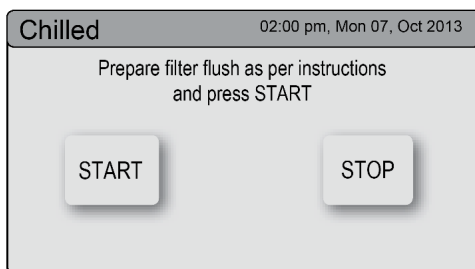 Chilled 02:00 pm, Mon 07, Oct 2013
Prepare filter flush as per instructions
and press START
START STOP